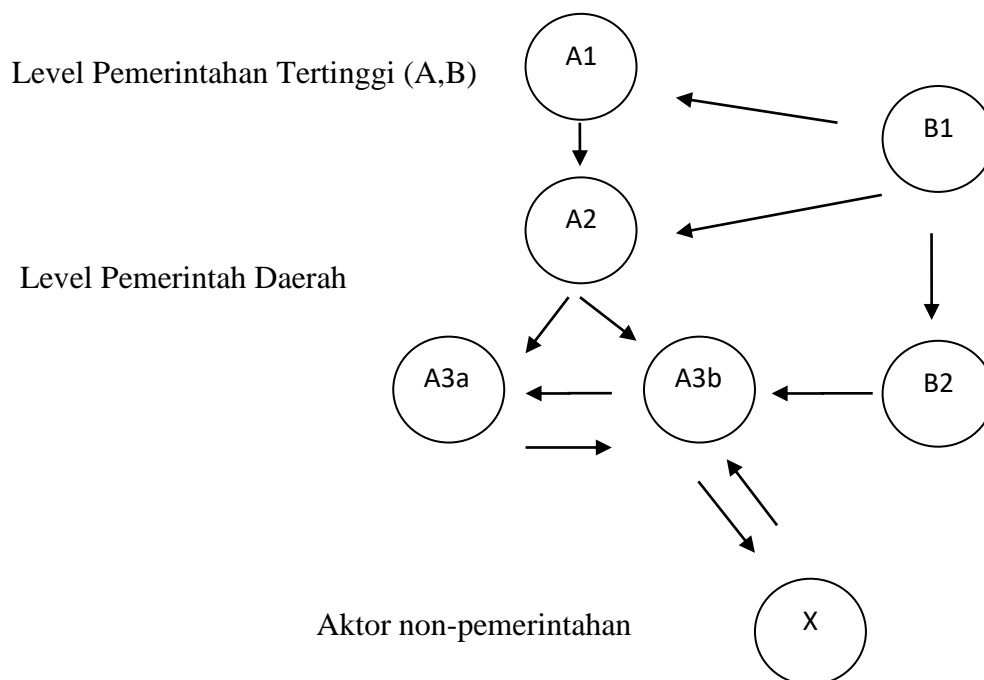 A1
Level Pemerintahan Tertinggi (A,B)
B1
A2
Level Pemerintah Daerah
A3a
A3b
B2
Aktor non-pemerintahan
X